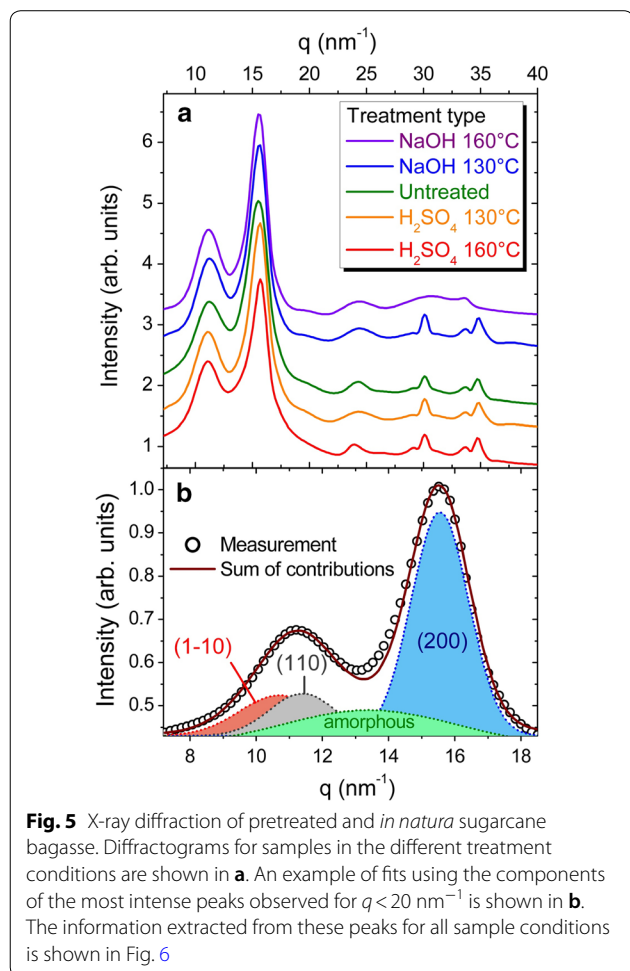 q (nm⁻¹)
10 15 20 25 30 35 40
a
Treatment type
NaOH 160°C
NaOH 130°C
Untreated
H₂SO₄ 130°C
H₂SO₄ 160°C
Intensity (arb. units)
6
5
4
3
2
1
b
Measurement
Sum of contributions
(1-10)
(110)
(200)
amorphous
Intensity (arb. units)
1.0
0.9
0.8
0.7
0.6
0.5
8 10 12 14 16 18
q (nm⁻¹)
Fig. 5 X-ray diffraction of pretreated and in natura sugarcane
bagasse. Diffractograms for samples in the different treatment
conditions are shown in a. An example of fits using the components
of the most intense peaks observed for q < 20 nm⁻¹ is shown in b.
The information extracted from these peaks for all sample conditions
is shown in Fig. 6